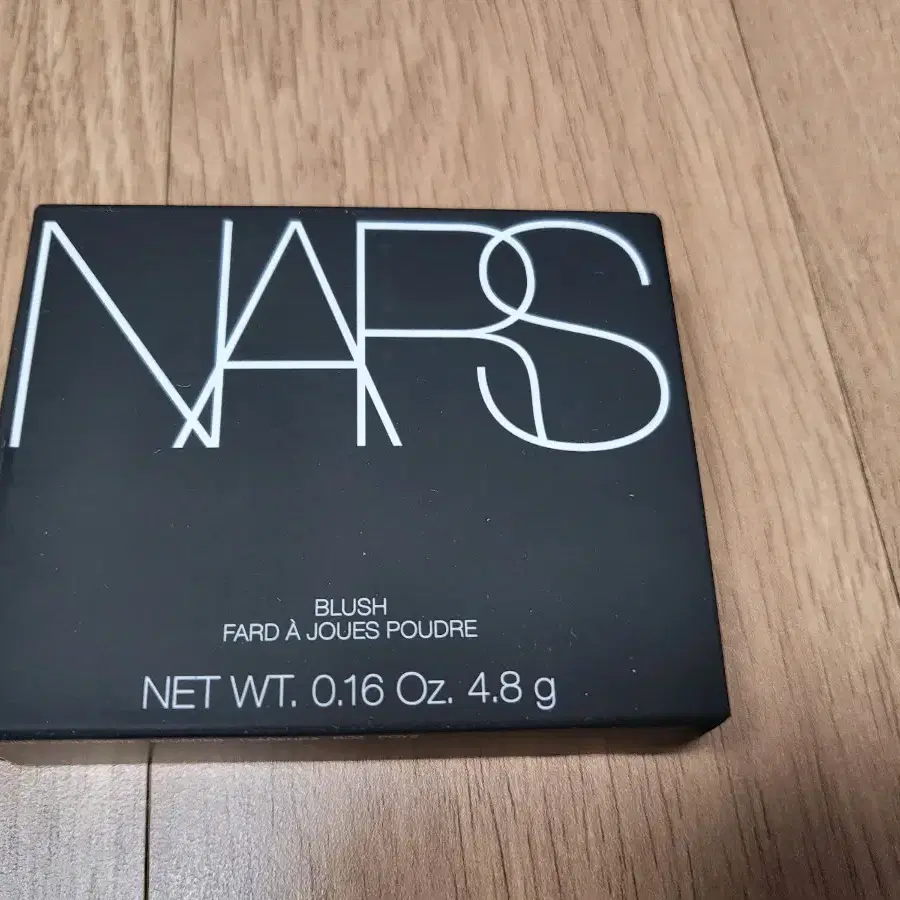 NARS
BLUSH
FARD À JOUES POUDRE
NET WT. 0.16 Oz. 4.8 g